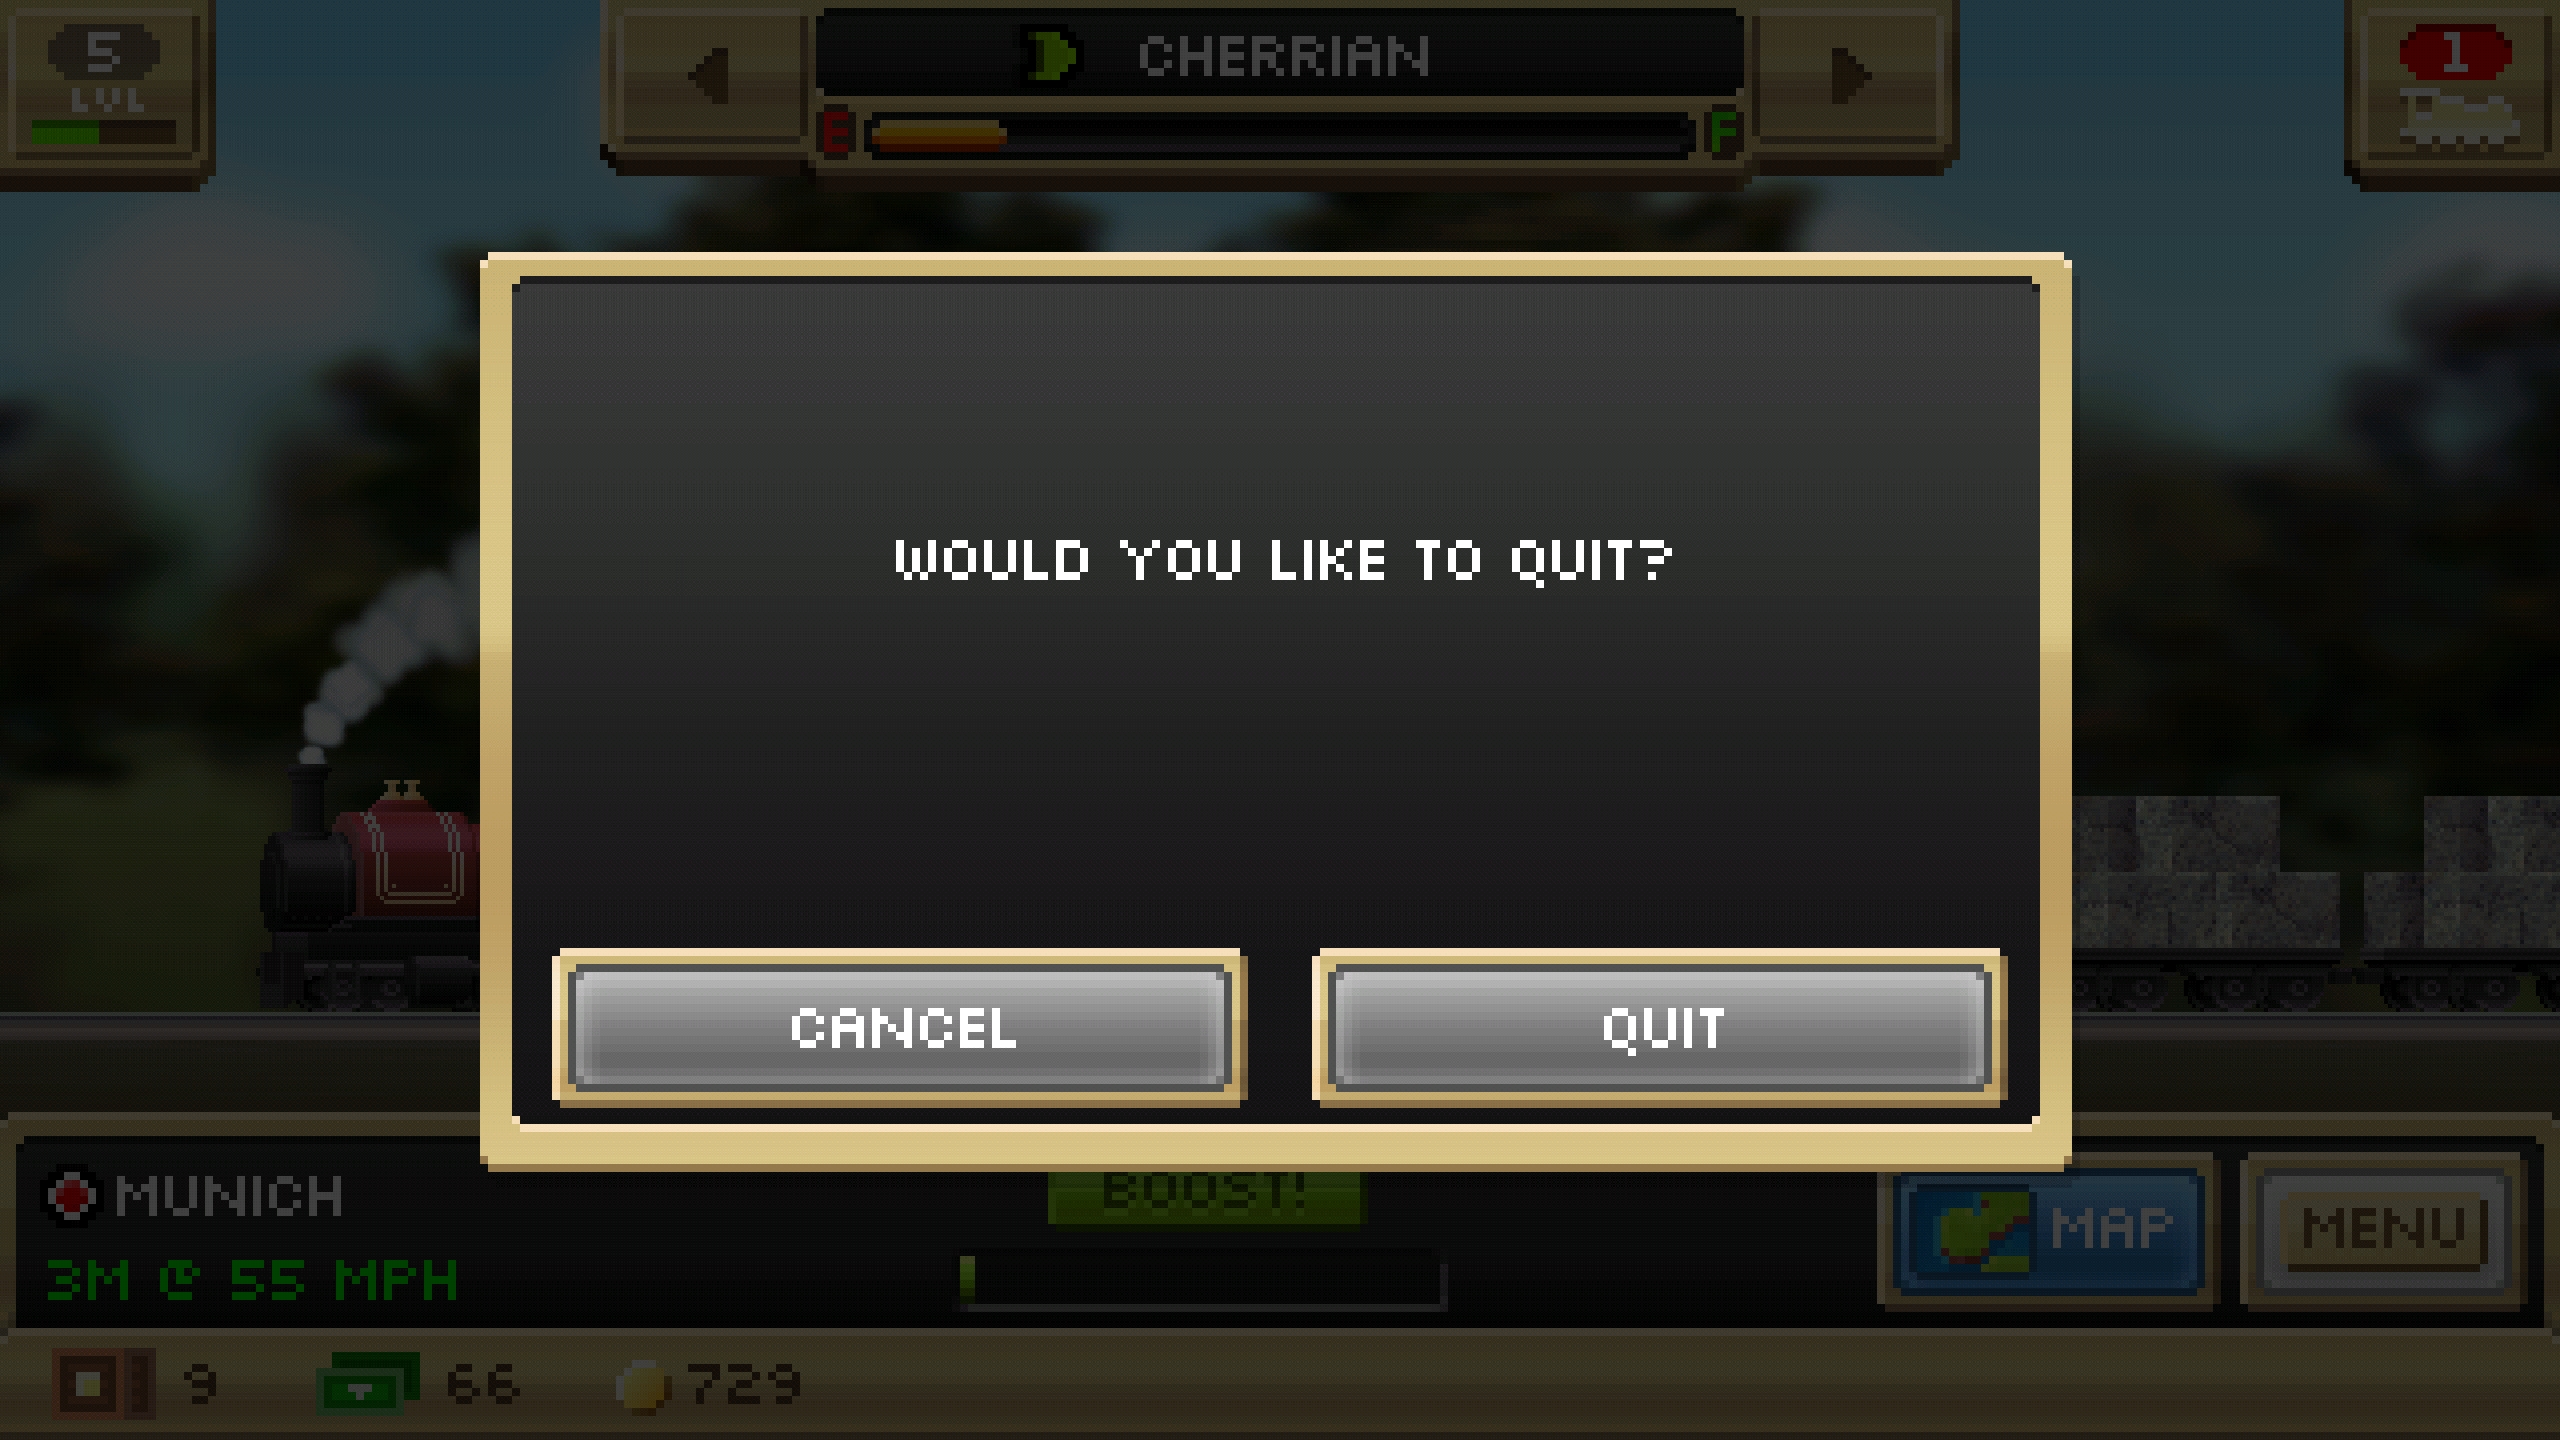 5
LVL
CHERRIAN
E F
1
WOULD YOU LIKE TO QUIT?
CANCEL
QUIT
MUNICH
BOOST!
3M @ 55 MPH
MAP
MENU
9
66
729